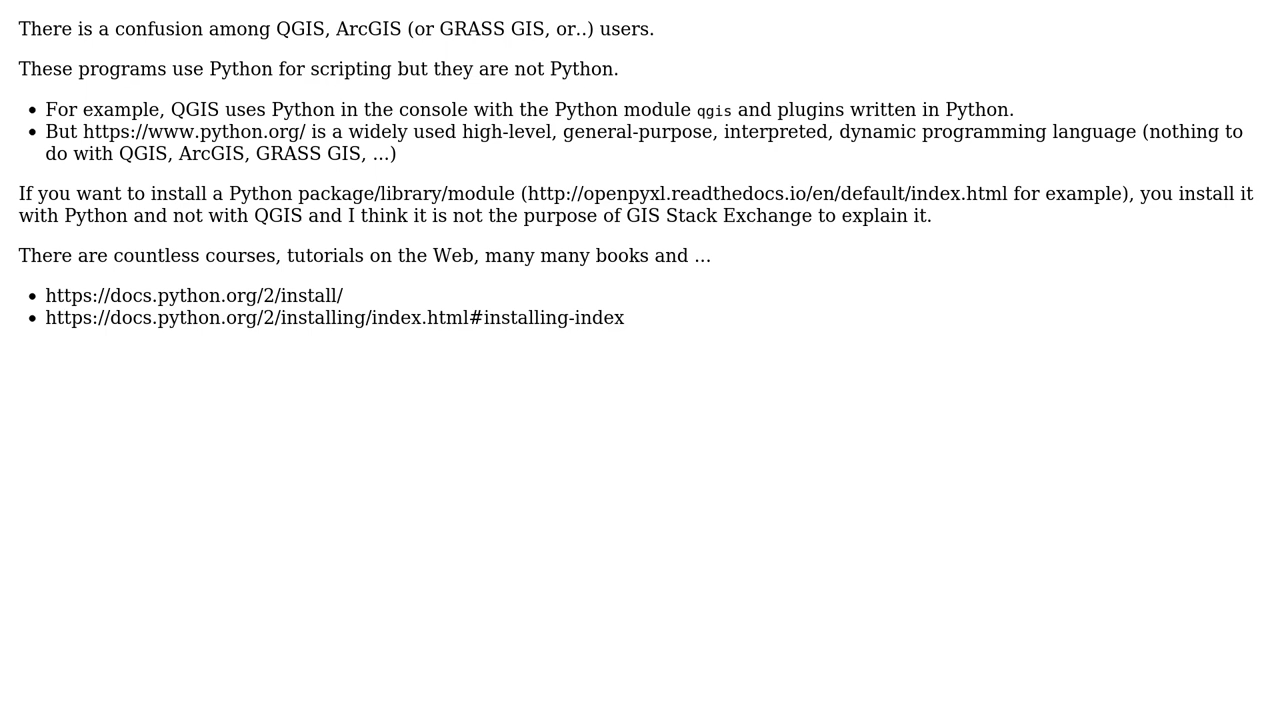 There is a confusion among QGIS, ArcGIS (or GRASS GIS, or..) users.
These programs use Python for scripting but they are not Python.
• For example, QGIS uses Python in the console with the Python module qgis and plugins written in Python.
• But https://www.python.org/ is a widely used high-level, general-purpose, interpreted, dynamic programming language (nothing to
do with QGIS, ArcGIS, GRASS GIS, ...)
If you want to install a Python package/library/module (http://openpyxl.readthedocs.io/en/default/index.html for example), you install it
with Python and not with QGIS and I think it is not the purpose of GIS Stack Exchange to explain it.
There are countless courses, tutorials on the Web, many many books and ...
• https://docs.python.org/2/install/
• https://docs.python.org/2/installing/index.html#installing-index